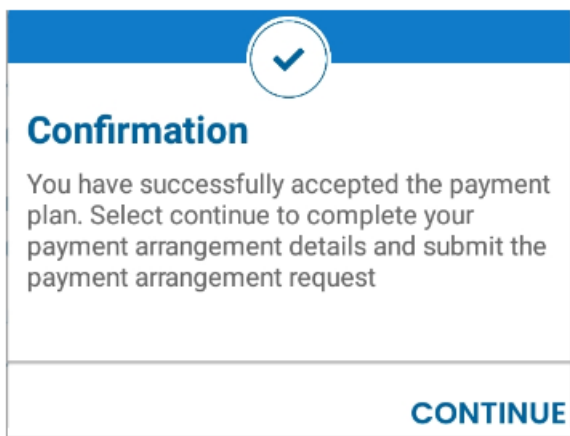 Confirmation
You have successfully accepted the payment
plan. Select continue to complete your
payment arrangement details and submit the
payment arrangement request
CONTINUE